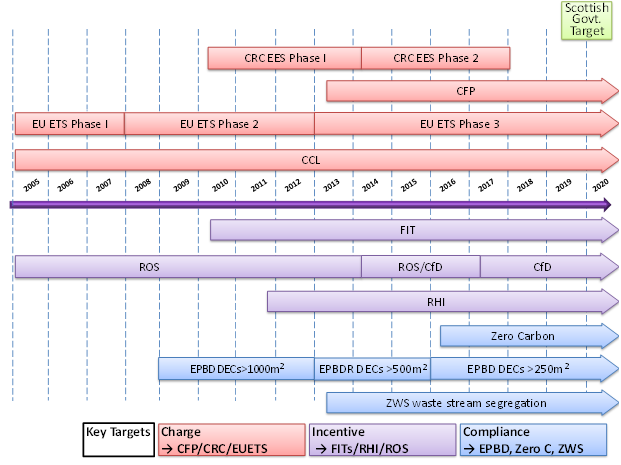 Scottish
Govt.
Target
CRC EES Phase I
CRC EES Phase 2
CFP
EU ETS Phase I
EU ETS Phase 2
EU ETS Phase 3
CCL
2005 2006 2007 2008 2009 2010 2011 2012 2013 2014 2015 2016 2017 2018 2019 2020
FIT
ROS
ROS/CfD
CfD
RHI
Zero Carbon
EPBD DECs>1000m²
EPBDR DECs >500m²
EPBD DECs >250m²
ZWS waste stream segregation
Key Targets
Charge
→ CFP/CRC/EUETS
Incentive
→ FITs/RHI/ROS
Compliance
→ EPBD, Zero C, ZWS